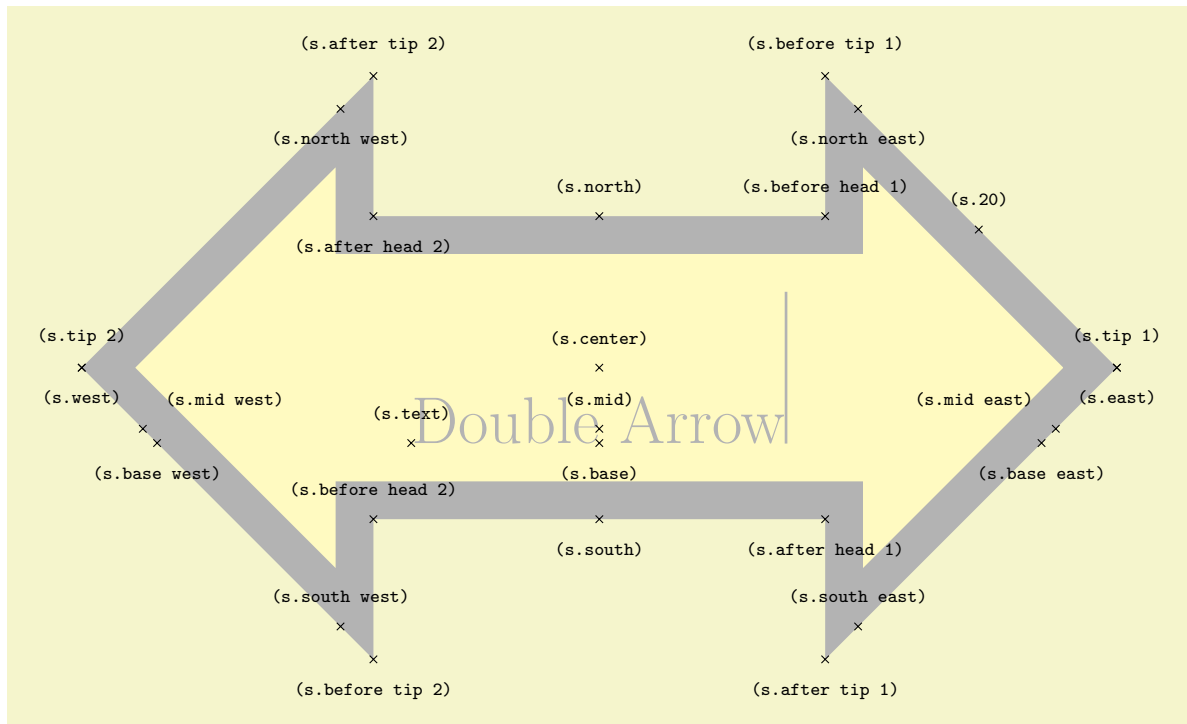 (s.after tip 2) (s.before tip 1)
(s.north west) (s.north east)
(s.north) (s.before head 1)
(s.20)
(s.after head 2)
(s.tip 2) (s.center) (s.tip 1)
(s.west) (s.mid west) (s.mid) (s.mid east) (s.east)
(s.text)
Double Arrow
(s.base west) (s.base) (s.base east)
(s.before head 2)
(s.south) (s.after head 1)
(s.south west) (s.south east)
(s.before tip 2) (s.after tip 1)